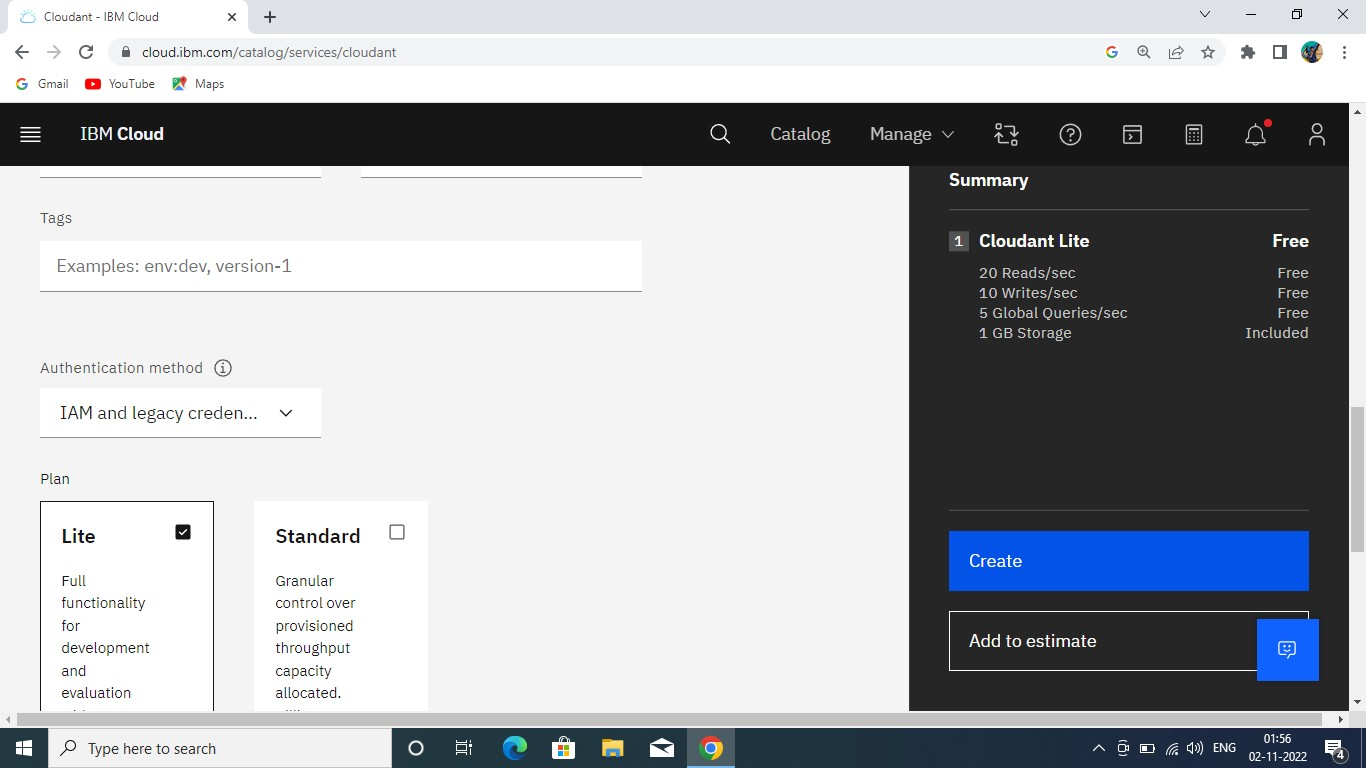 Cloudant - IBM Cloud
cloud.ibm.com/catalog/services/cloudant
Gmail
YouTube
Maps
IBM Cloud
Catalog
Manage
Tags
Examples: env:dev, version-1
Authentication method
IAM and legacy creden...
Plan
Lite
Full
functionality
for
development
and
evaluation
Standard
Granular
control over
provisioned
throughput
capacity
allocated.
Summary
1 Cloudant Lite Free
20 Reads/sec Free
10 Writes/sec Free
5 Global Queries/sec Free
1 GB Storage Included
Create
Add to estimate
Type here to search
ENG
01:56
02-11-2022
4